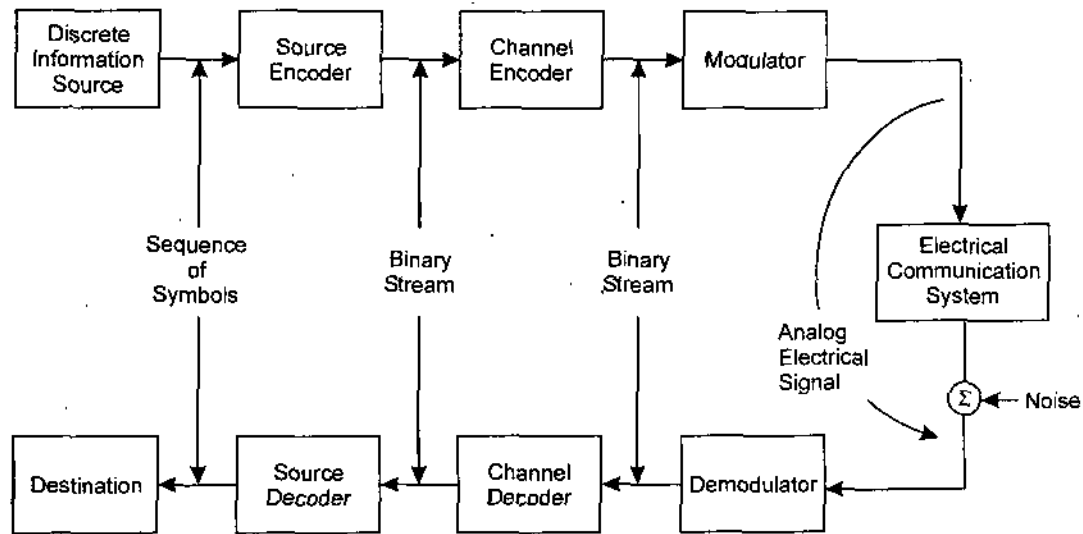 Discrete
Information
Source
Source
Encoder
Channel
Encoder
Modulator
Sequence
of
Symbols
Binary
Stream
Binary
Stream
Electrical
Communication
System
Analog
Electrical
Signal
Σ
Noise
Destination
Source
Decoder
Channel
Decoder
Demodulator